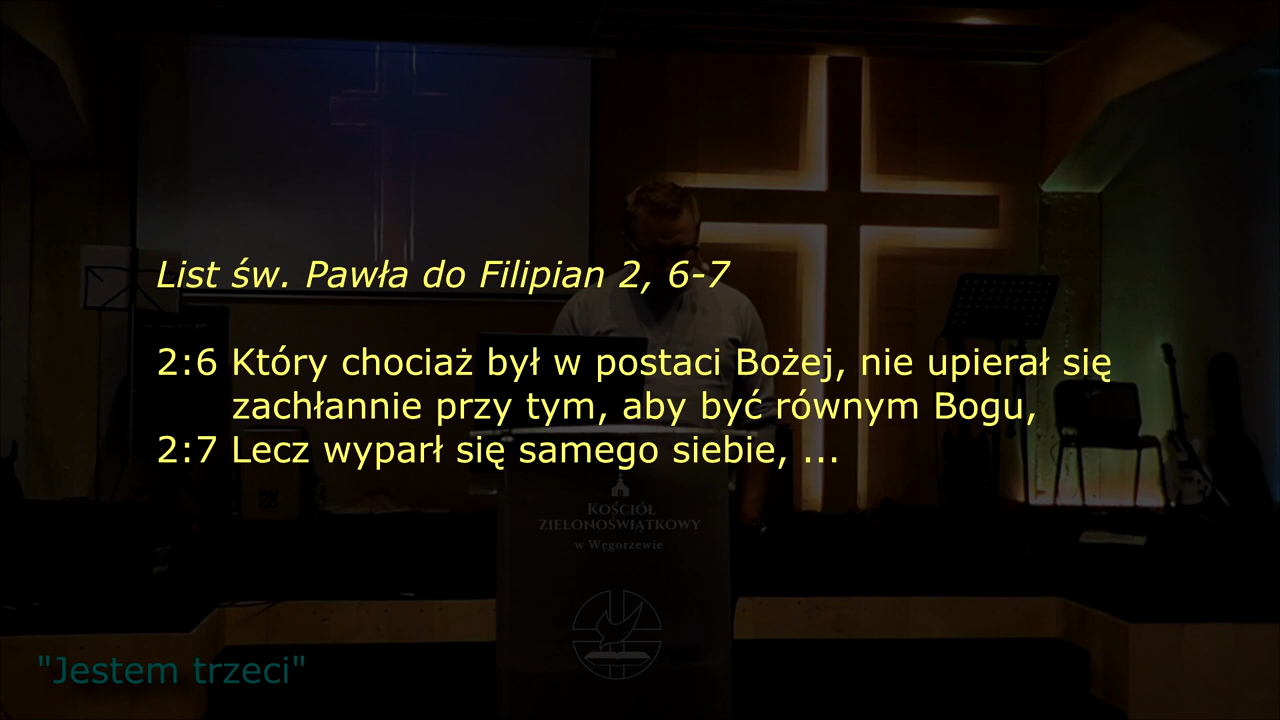 List św. Pawła do Filipian 2, 6-7
2:6 Który chociaż był w postaci Bożej, nie upierał się
zachłannie przy tym, aby być równym Bogu,
2:7 Lecz wyparł się samego siebie, ...
KOŚCIÓŁ
ZIELONOŚWIĄTKOWY
w Węgorzewie
"Jestem trzeci"